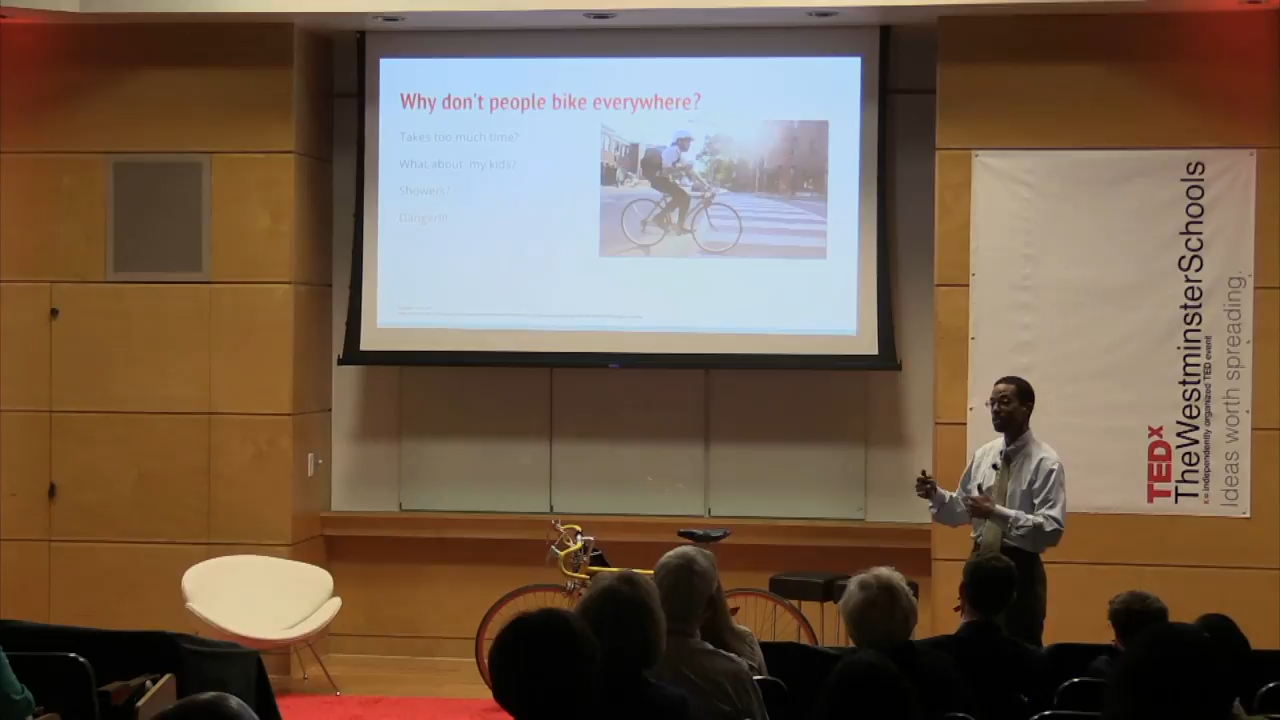 Why don't people bike everywhere?
Takes too much time?
What about my kids?
Showers?
Danger!!!
TEDx
TheWestminsterSchools
x = independently organized TED event
Ideas worth spreading.